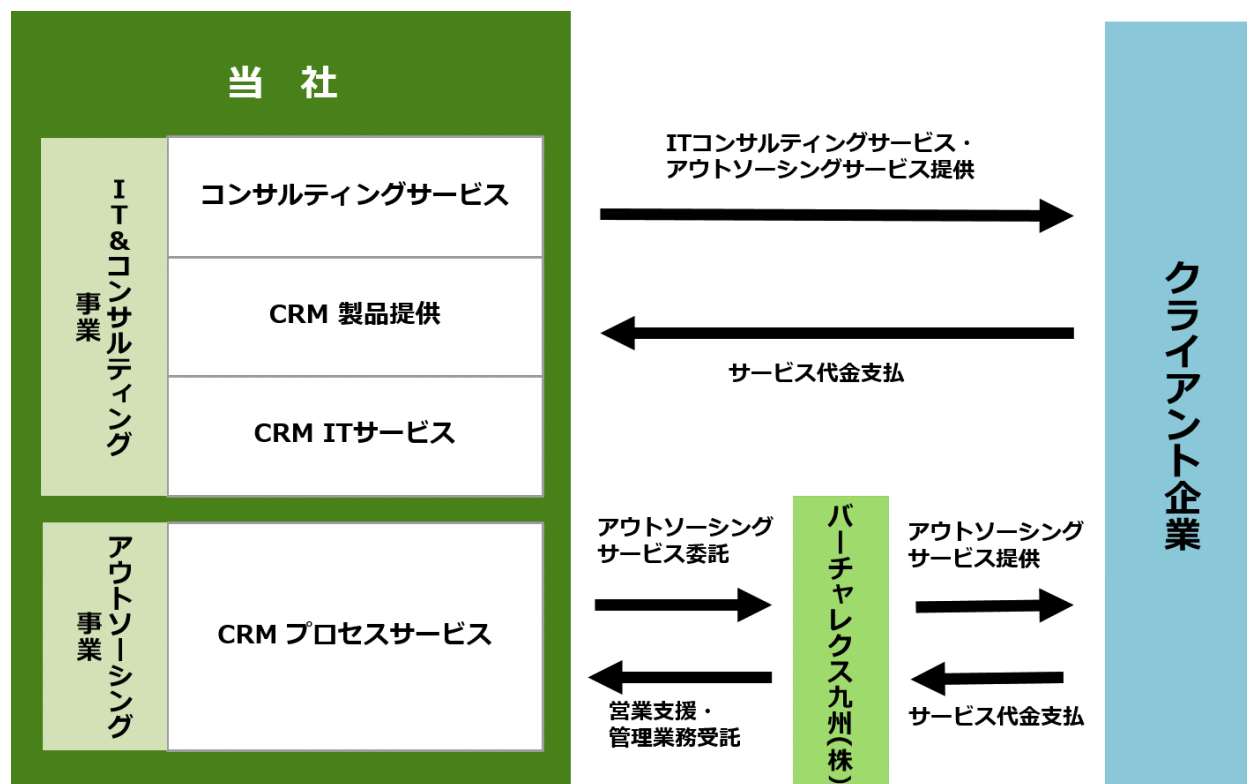 当 社
IT&コンサルティング
事業
コンサルティングサービス
CRM 製品提供
CRM ITサービス
アウトソーシング
事業
CRM プロセスサービス
ITコンサルティングサービス・
アウトソーシングサービス提供
サービス代金支払
アウトソーシング
サービス委託
営業支援・
管理業務受託
バーチャレクス九州(株)
アウトソーシング
サービス提供
サービス代金支払
クライアント企業